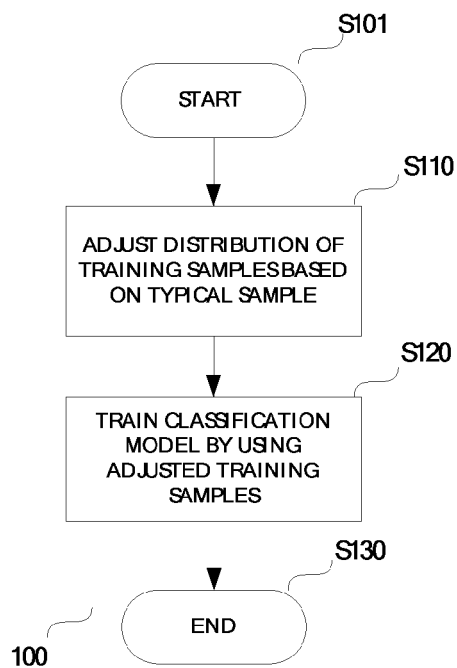 S101
START
S110
ADJUST DISTRIBUTION OF
TRAINING SAMPLES BASED
ON TYPICAL SAMPLE
S120
TRAIN CLASSIFICATION
MODEL BY USING
ADJUSTED TRAINING
SAMPLES
S130
END
100